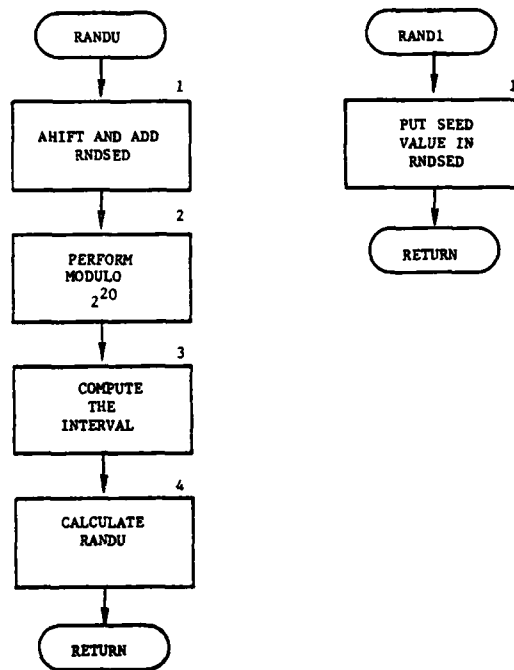 RANDU
1
AHIFT AND ADD
RNDSED
2
PERFORM
MODULO
2^20
3
COMPUTE
THE
INTERVAL
4
CALCULATE
RANDU
RETURN
RAND1
1
PUT SEED
VALUE IN
RNDSED
RETURN